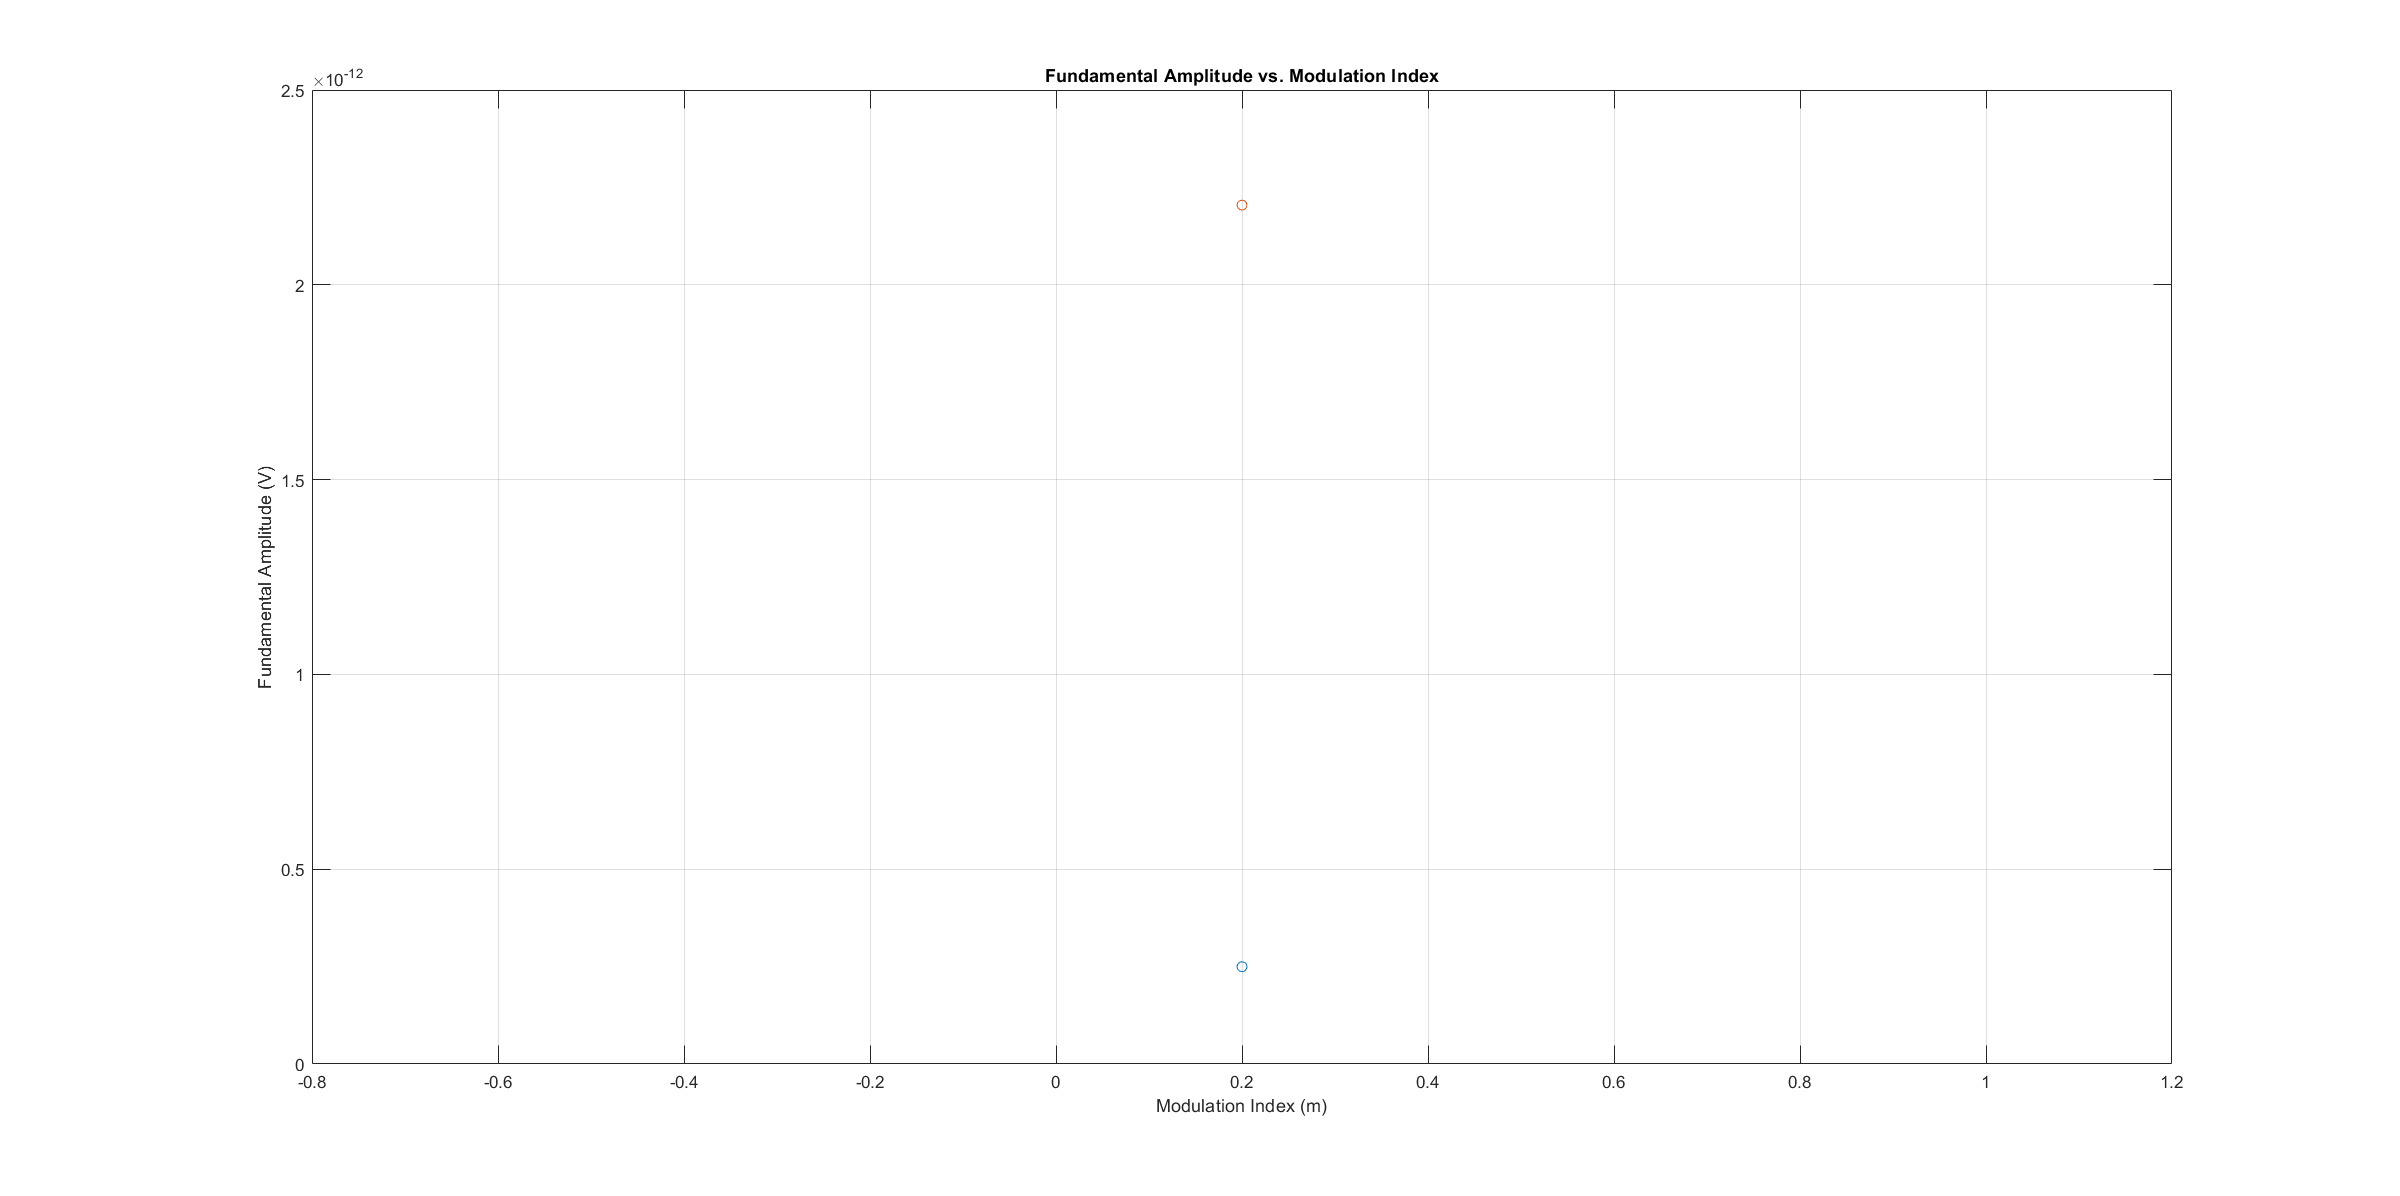 Fundamental Amplitude vs. Modulation Index
×10⁻¹²
2.5
2
1.5
1
0.5
0
Fundamental Amplitude (V)
-0.8 -0.6 -0.4 -0.2 0 0.2 0.4 0.6 0.8 1 1.2
Modulation Index (m)